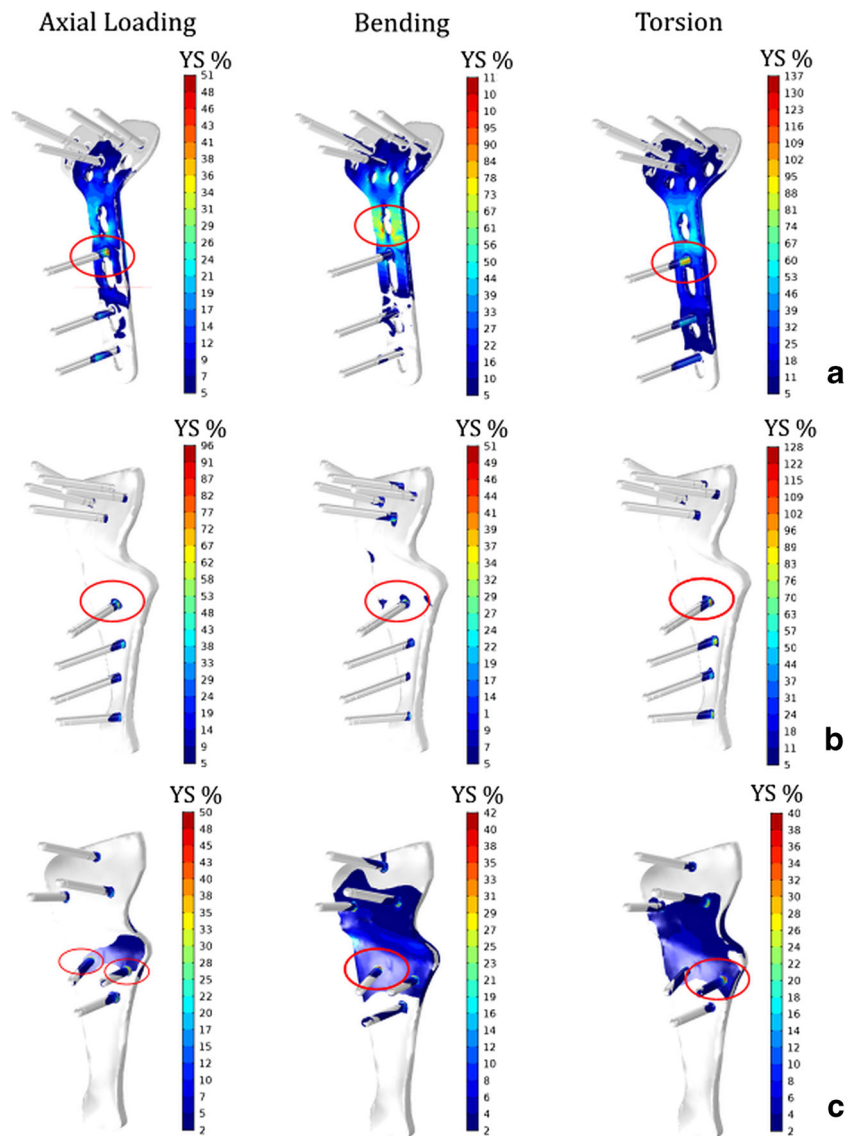 Axial Loading Bending Torsion
YS % YS % YS %
51 11 137
48 10 130
46 10 123
43 95 116
41 90 109
38 84 102
36 78 95
34 73 88
31 67 81
29 61 74
26 56 67
24 50 60
22 44 53
19 39 46
17 33 39
14 27 32
12 22 25
9 16 18
7 10 11
5 5 5
a
YS % YS % YS %
96 51 128
91 49 122
87 46 115
82 44 109
77 41 102
72 39 96
67 37 89
62 34 83
58 32 76
53 29 70
48 27 63
43 24 57
38 22 50
33 19 44
29 17 37
24 14 31
19 1 24
14 9 18
9 7 11
5 5 5
b
YS % YS % YS %
50 42 40
48 40 38
45 38 36
43 35 34
40 33 32
38 31 30
35 29 28
33 27 26
30 25 24
28 23 22
25 21 20
22 19 18
20 16 16
17 14 14
15 12 12
12 10 10
10 8 8
7 6 6
5 4 4
2 2 2
c